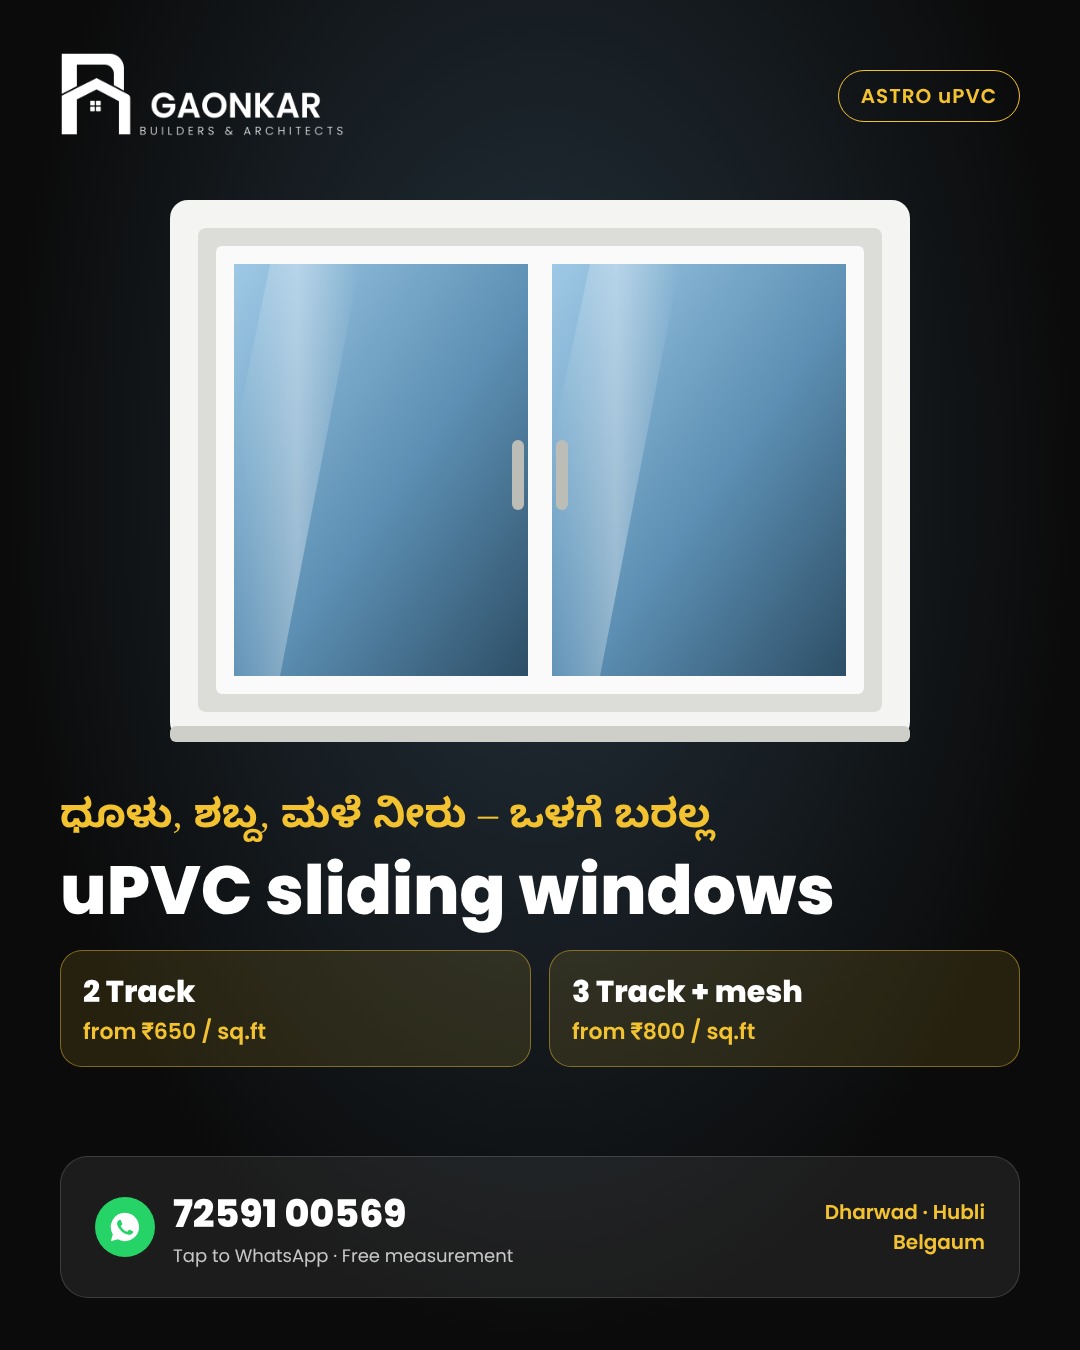 GAONKAR
BUILDERS & ARCHITECTS
ASTRO uPVC
ಧೂಳು, ಶಬ್ದ, ಮಳೆ ನೀರು – ಒಳಗೆ ಬರಲ್ಲ
uPVC sliding windows
2 Track
from ₹650 / sq.ft
3 Track + mesh
from ₹800 / sq.ft
72591 00569
Tap to WhatsApp · Free measurement
Dharwad · Hubli
Belgaum